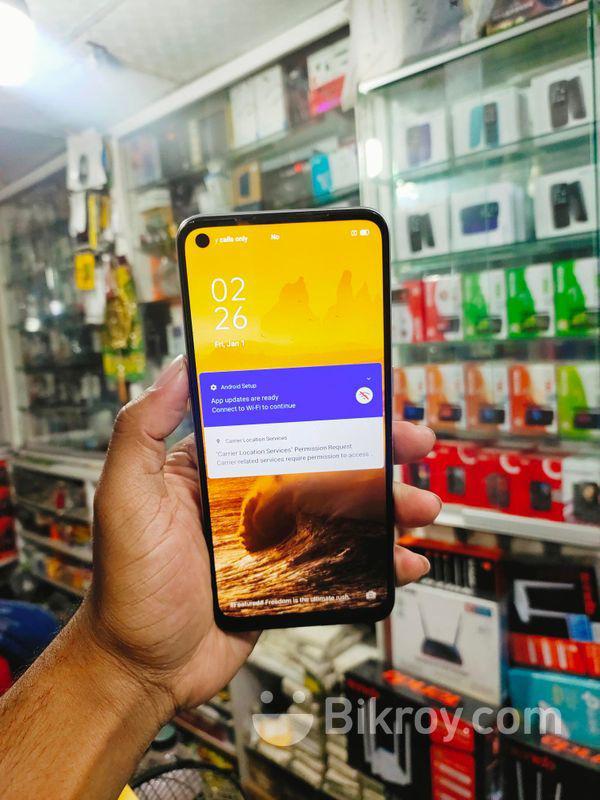 y calls only
No
02
26
Fri, Jan 1
Android Setup
App updates are ready
Connect to Wi-Fi to continue
Carrier Location Services
"Carrier Location Services" Permission Request
Carrier related services require permission to access ...
#Featured# Freedom is the ultimate rush.
Bikroy.com